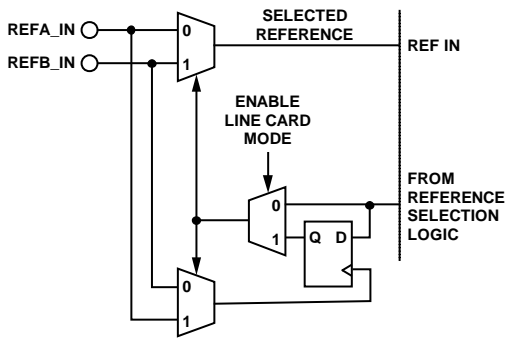 SELECTED
REFERENCE
REFA_IN
0
REF IN
REFB_IN
1
ENABLE
LINE CARD
MODE
FROM
REFERENCE
SELECTION
LOGIC
0
1
Q D
0
1